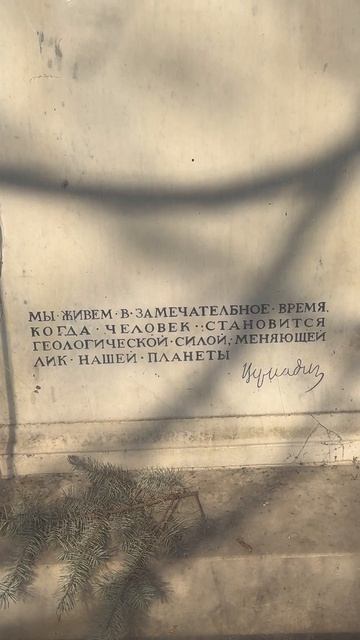 МЫ·ЖИВЕМ·В·ЗАМЕЧАТЕЛЬНОЕ·ВРЕМЯ,
КОГДА·ЧЕЛОВЕК··СТАНОВИТСЯ
ГЕОЛОГИЧЕСКОЙ·СИЛОЙ,·МЕНЯЮЩЕЙ
ЛИК·НАШЕЙ·ПЛАНЕТЫ